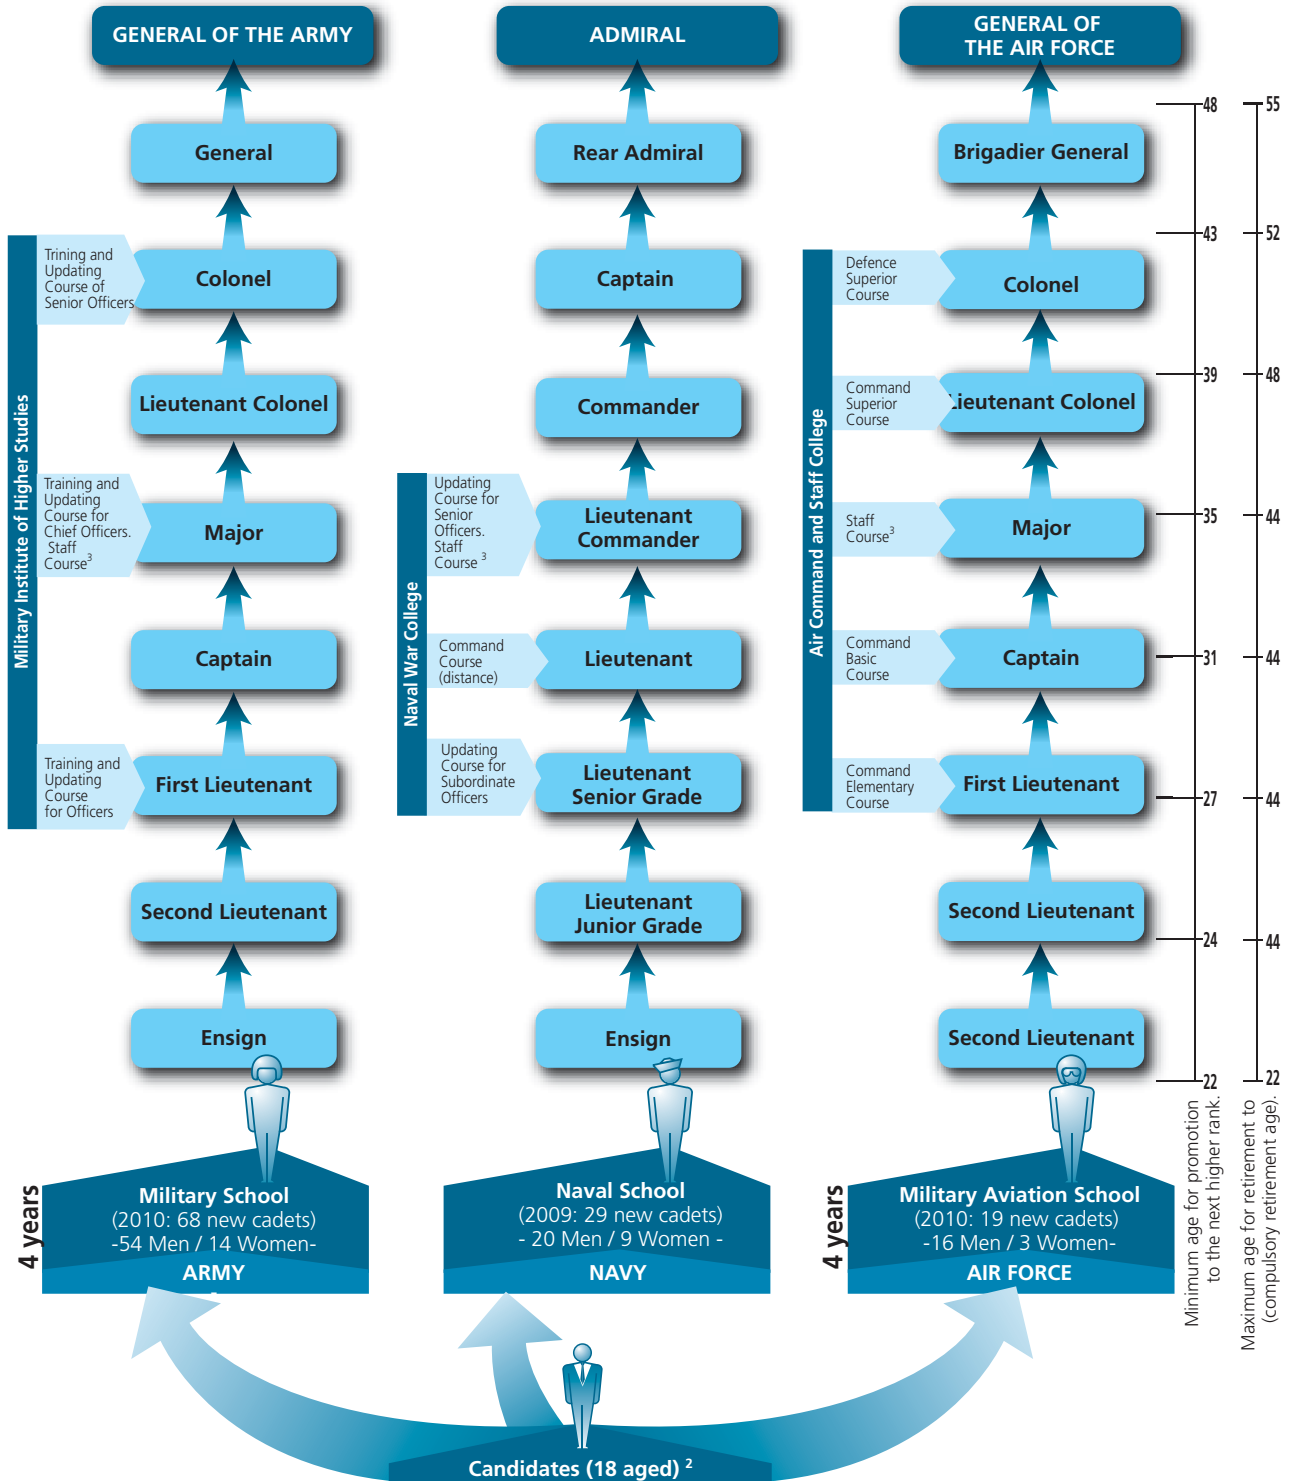 GENERAL OF THE ARMY
General
Colonel
Lieutenant Colonel
Major
Captain
First Lieutenant
Second Lieutenant
Ensign
Military Institute of Higher Studies
Trining and
Updating
Course of
Senior Officers
Training and
Updating
Course for
Chief Officers.
Staff
Course3
Training and
Updating
Course
for Officers
4 years
Military School
(2010: 68 new cadets)
-54 Men / 14 Women-
ARMY
ADMIRAL
Rear Admiral
Captain
Commander
Lieutenant
Commander
Lieutenant
Lieutenant
Senior Grade
Lieutenant
Junior Grade
Ensign
Naval War College
Updating
Course for
Senior
Officers.
Staff
Course 3
Command
Course
(distance)
Updating
Course for
Subordinate
Officers
Naval School
(2009: 29 new cadets)
- 20 Men / 9 Women -
NAVY
GENERAL OF
THE AIR FORCE
Brigadier General
Colonel
Lieutenant Colonel
Major
Captain
First Lieutenant
Second Lieutenant
Second Lieutenant
Air Command and Staff College
Defence
Superior
Course
Command
Superior
Course
Staff
Course3
Command
Basic
Course
Command
Elementary
Course
4 years
Military Aviation School
(2010: 19 new cadets)
-16 Men / 3 Women-
AIR FORCE
48
43
39
35
31
27
24
22
Minimum age for promotion
to the next higher rank.
55
52
48
44
44
44
44
22
Maximum age for retirement to
(compulsory retirement age).
Candidates (18 aged) 2